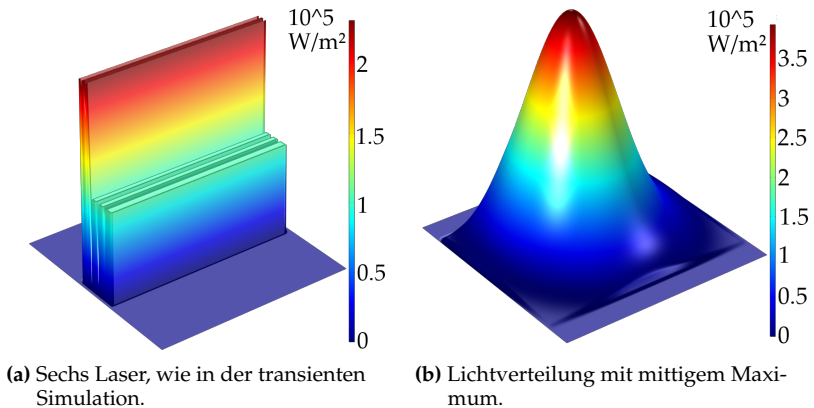 10^5
W/m²
2
1.5
1
0.5
0
10^5
W/m²
3.5
3
2.5
2
1.5
1
0.5
0
(a) Sechs Laser, wie in der transienten
Simulation.
(b) Lichtverteilung mit mittigem Maxi-
mum.